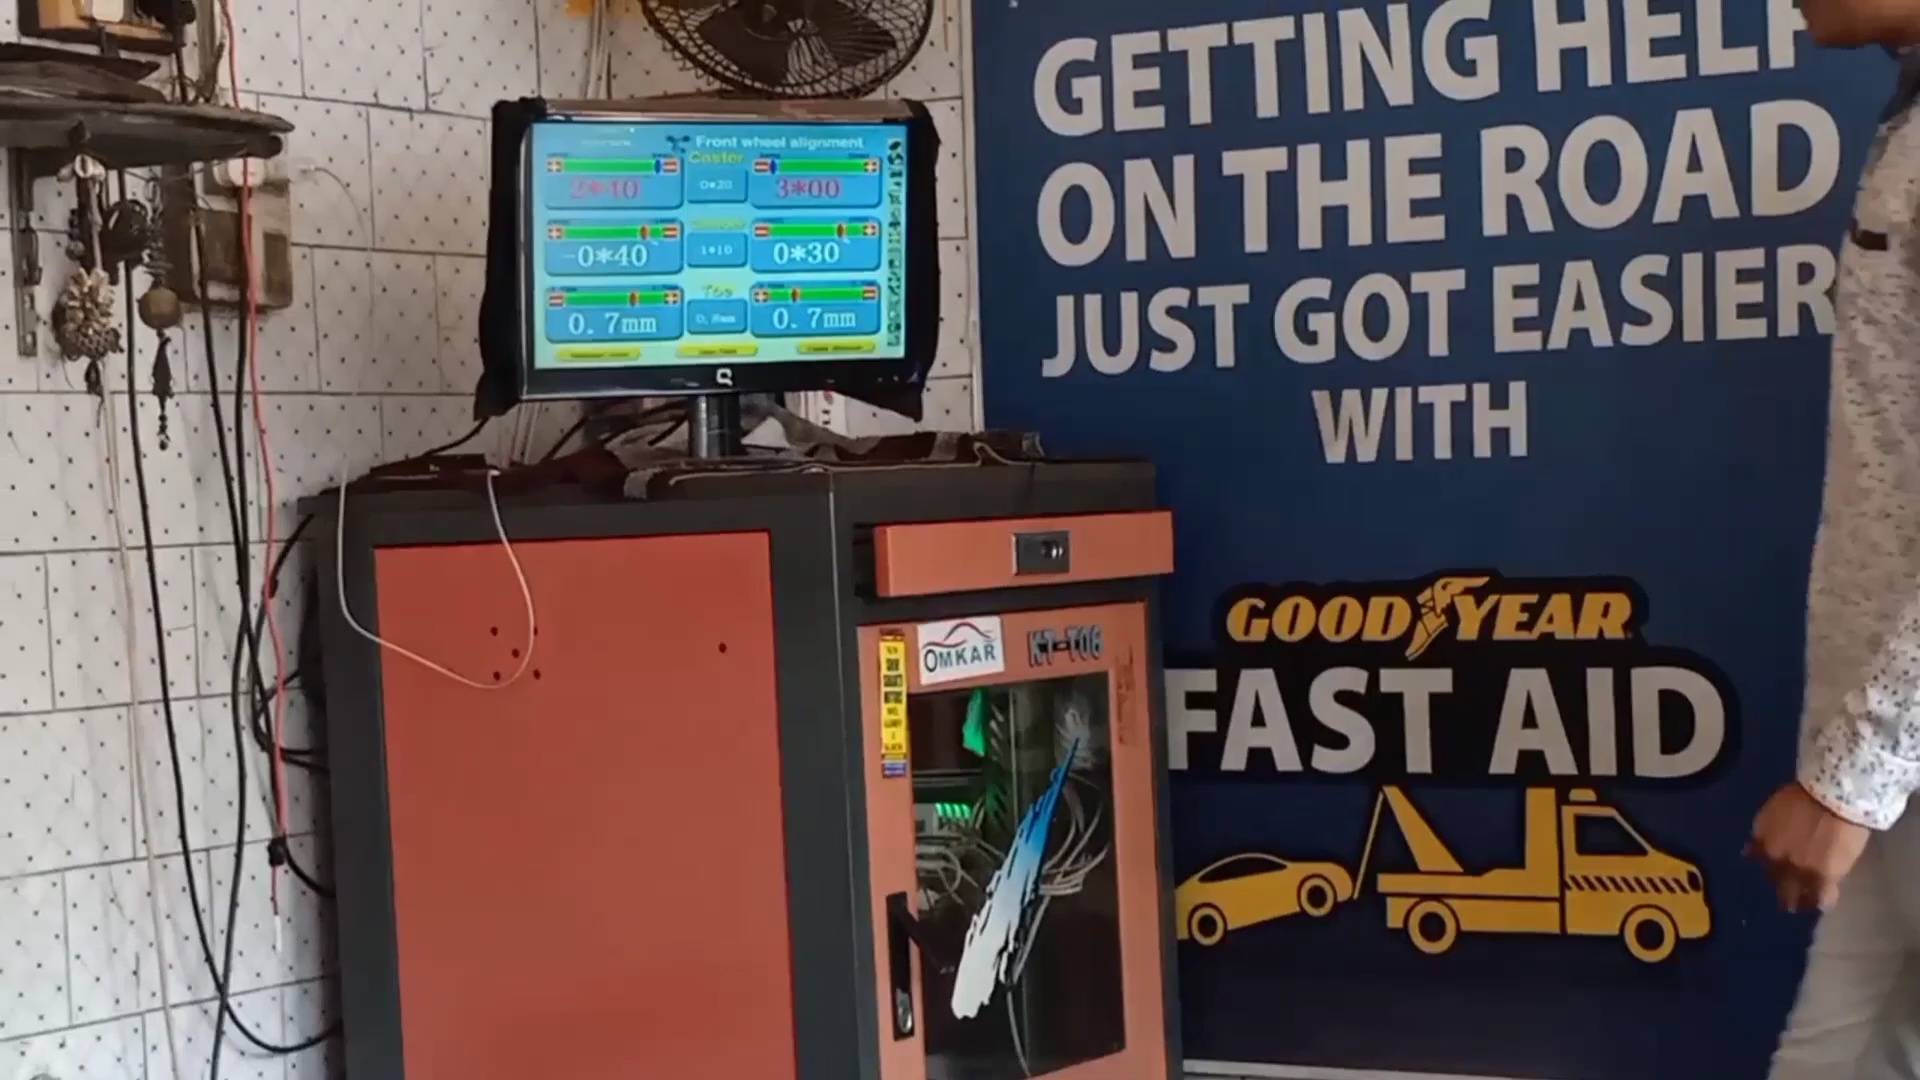 Front wheel alignment
Caster
2*40
0*20
3*00
-0*40
1*10
0*30
Toe
0.7mm
0.7mm
OMKAR
KT-T06
GETTING HELP
ON THE ROAD
JUST GOT EASIER
WITH
GOODYEAR
FAST AID